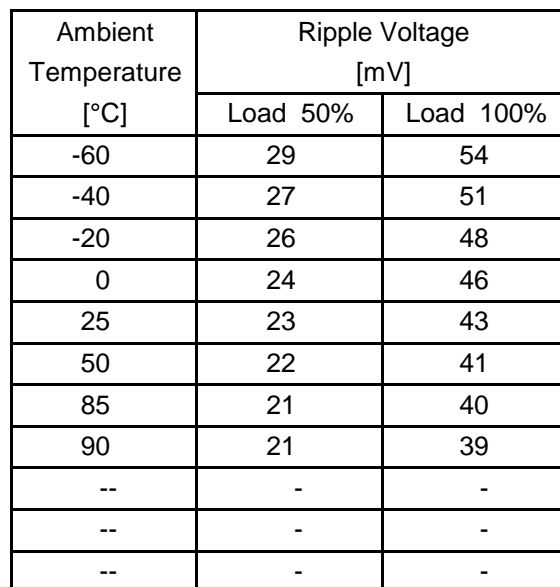 Ambient Temperature [°C] Ripple Voltage [mV]
Load 50% Load 100%
-60 29 54
-40 27 51
-20 26 48
0 24 46
25 23 43
50 22 41
85 21 40
90 21 39
-- - -
-- - -
-- - -